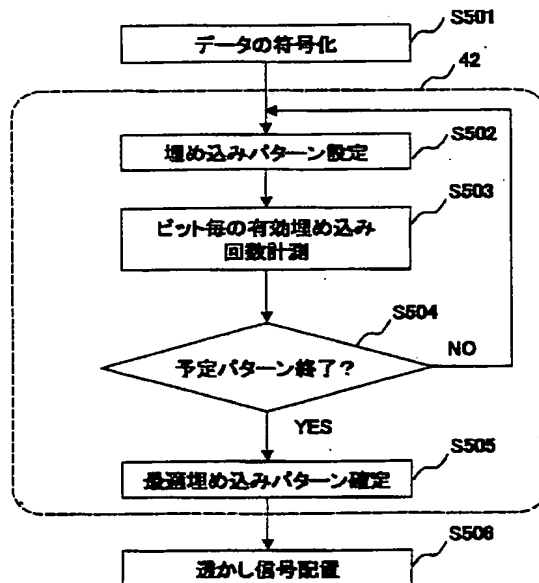 S501
データの符号化
42
S502
埋め込みパターン設定
S503
ビット毎の有効埋め込み
回数計測
S504
予定パターン終了?
NO
YES
S505
最適埋め込みパターン確定
S506
透かし信号配置